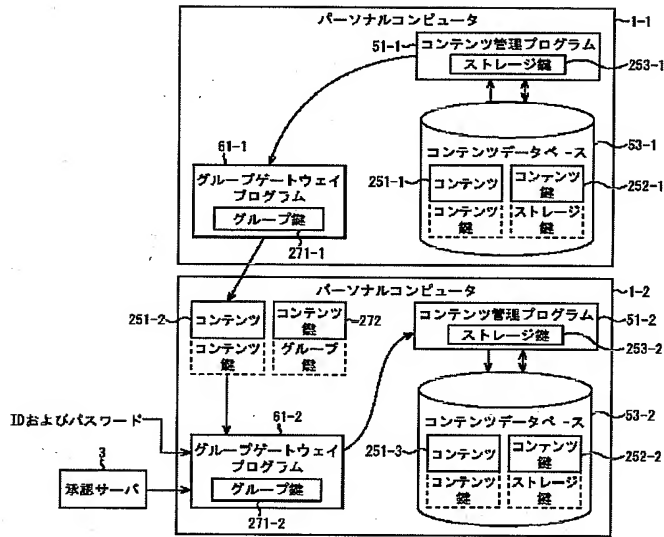 パーソナルコンピュータ
1-1
51-1
コンテンツ管理プログラム
ストレージ鍵
253-1
61-1
グループゲートウェイ
プログラム
グループ鍵
271-1
コンテンツデータベース
53-1
251-1
コンテンツ
コンテンツ
鍵
252-1
コンテンツ
鍵
ストレージ
鍵
パーソナルコンピュータ
1-2
251-2
コンテンツ
コンテンツ
鍵
272
コンテンツ
鍵
グループ
鍵
コンテンツ管理プログラム
51-2
ストレージ鍵
253-2
IDおよびパスワード
3
承認サーバ
61-2
グループゲートウェイ
プログラム
グループ鍵
271-2
コンテンツデータベース
53-2
251-3
コンテンツ
コンテンツ
鍵
252-2
コンテンツ
鍵
ストレージ
鍵